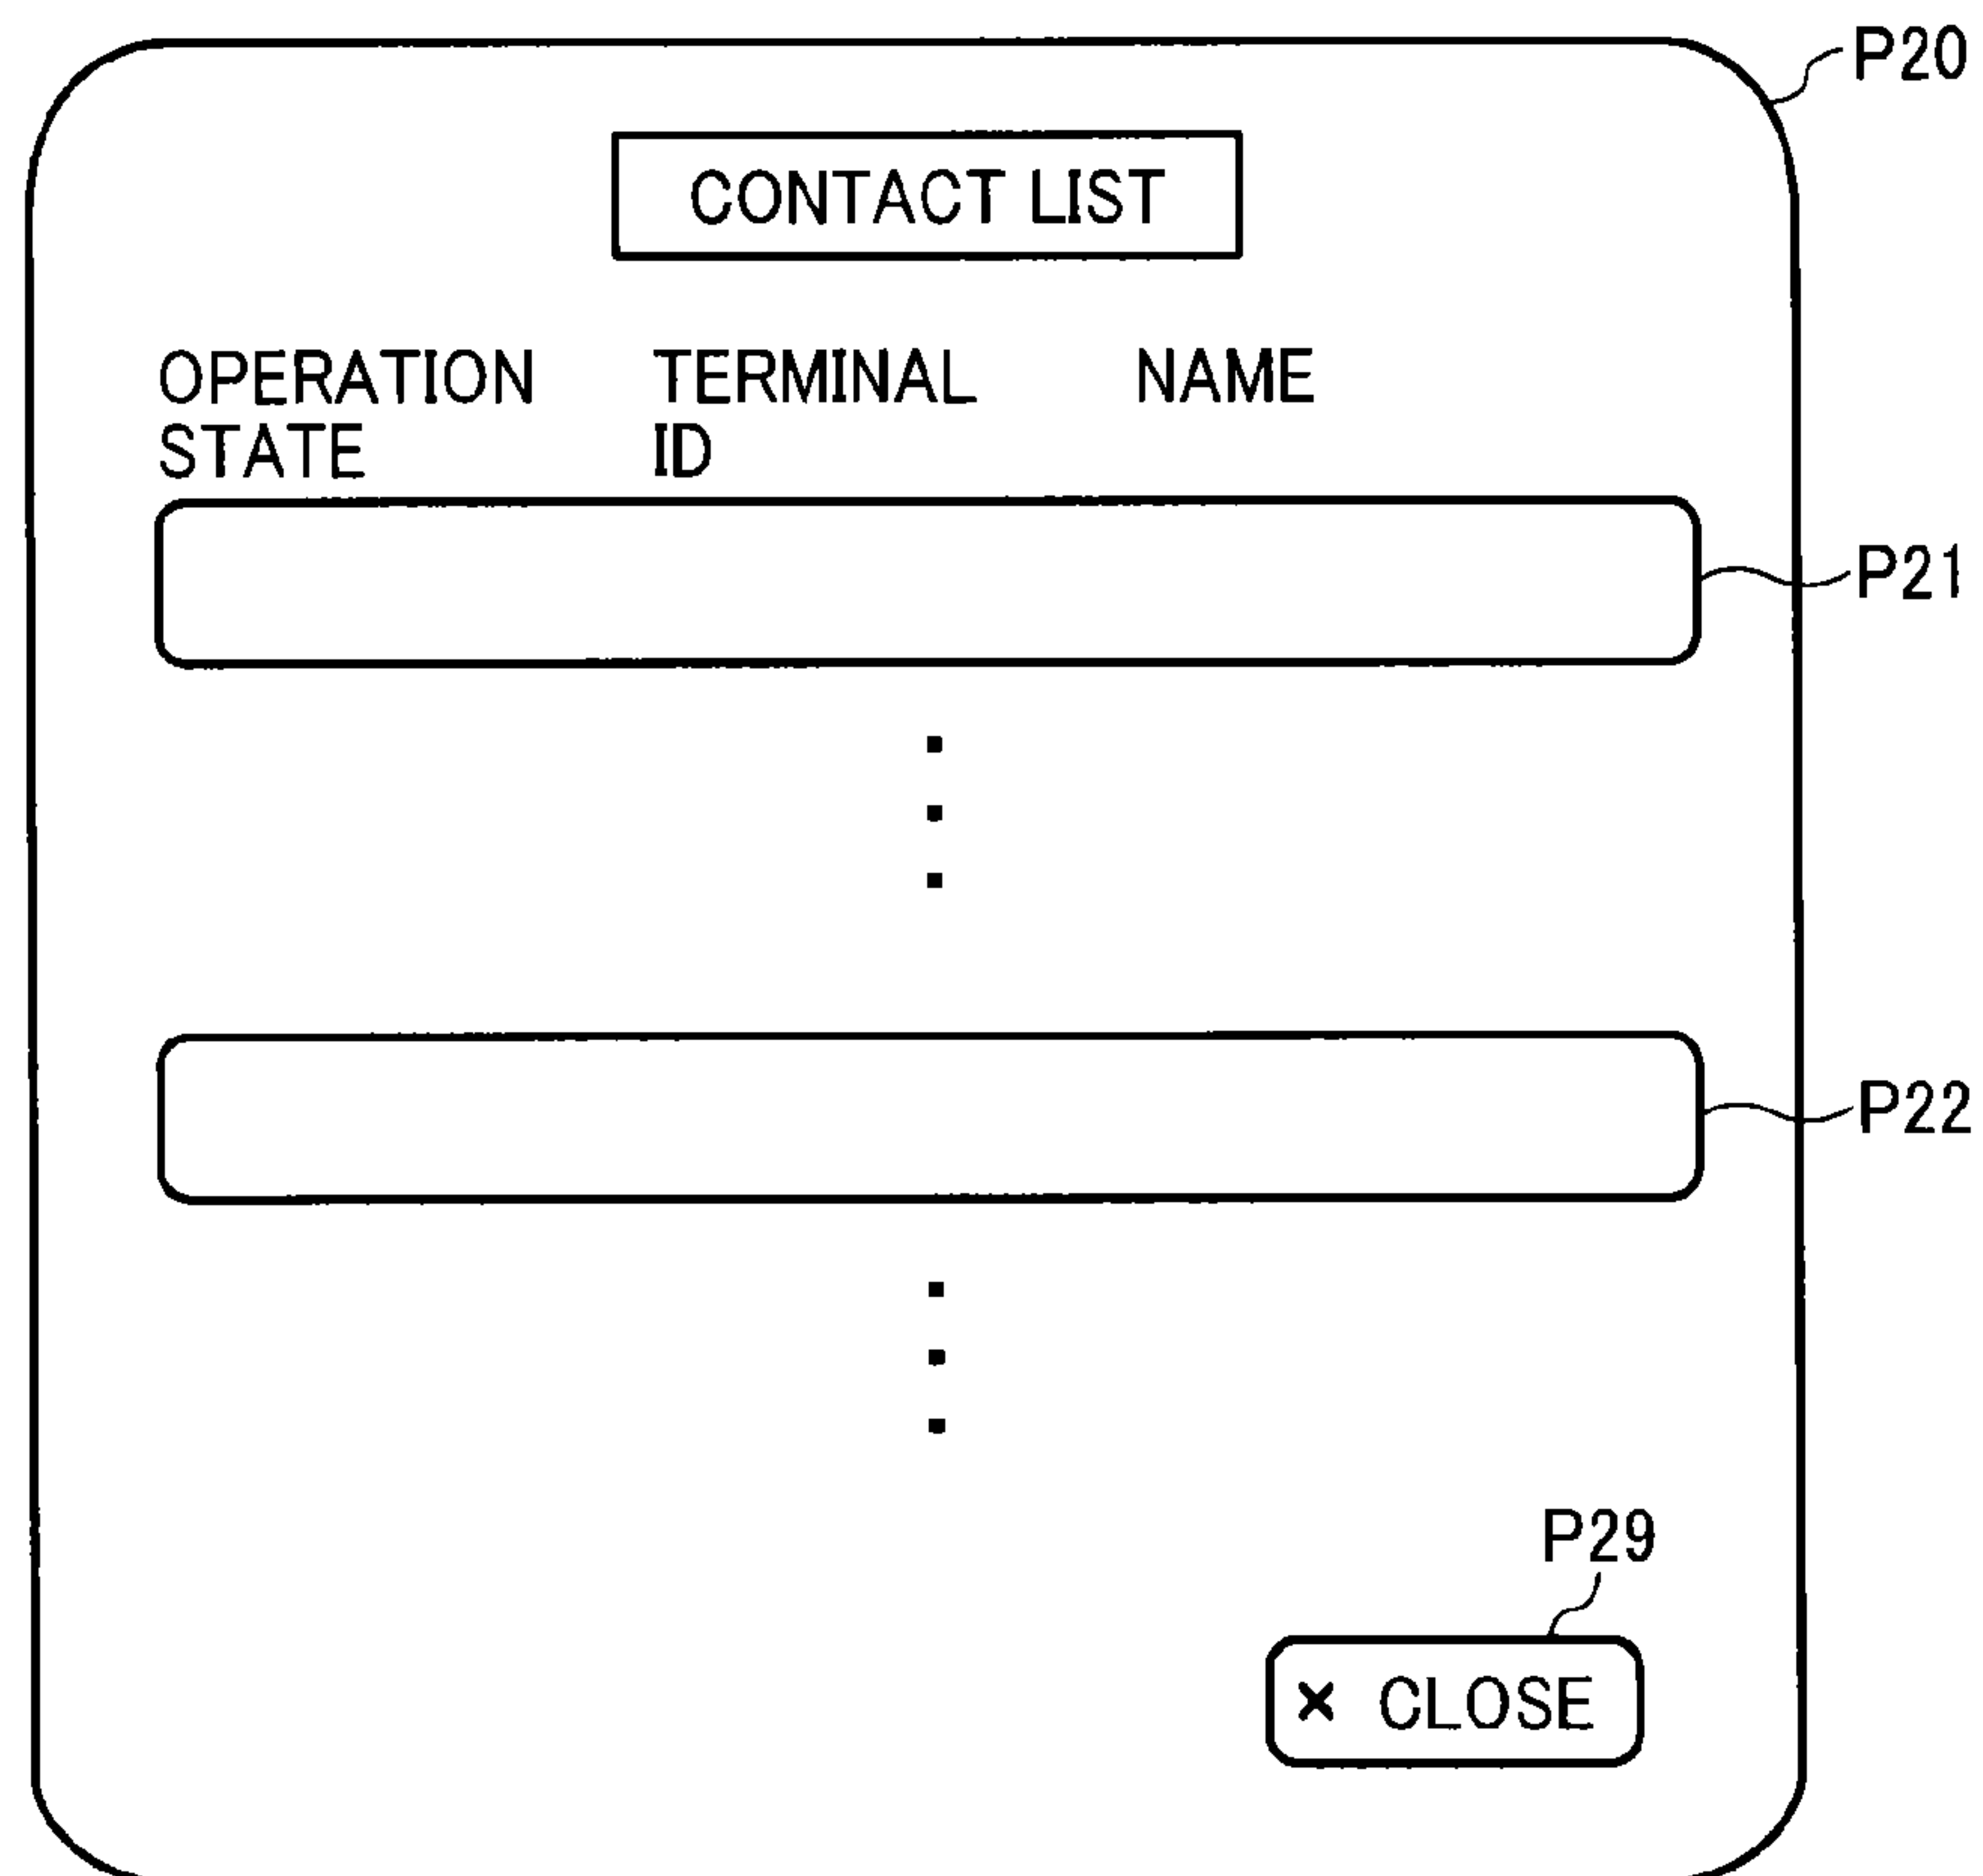 P20
CONTACT LIST
OPERATION STATE TERMINAL ID NAME
P21
P22
P29
× CLOSE